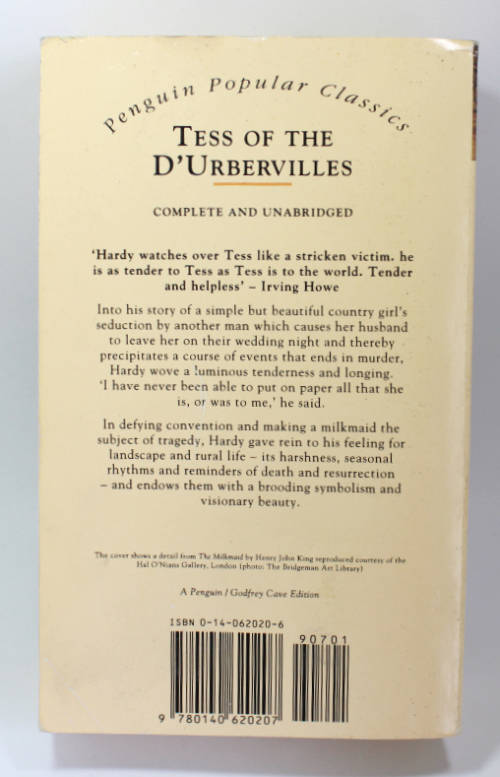 Penguin Popular Classics
TESS OF THE
D'URBERVILLES
COMPLETE AND UNABRIDGED
'Hardy watches over Tess like a stricken victim. he
is as tender to Tess as Tess is to the world. Tender
and helpless' – Irving Howe
Into his story of a simple but beautiful country girl's
seduction by another man which causes her husband
to leave her on their wedding night and thereby
precipitates a course of events that ends in murder,
Hardy wove a luminous tenderness and longing.
'I have never been able to put on paper all that she
is, or was to me,' he said.
In defying convention and making a milkmaid the
subject of tragedy, Hardy gave rein to his feeling for
landscape and rural life – its harshness, seasonal
rhythms and reminders of death and resurrection
– and endows them with a brooding symbolism and
visionary beauty.
The cover shows a detail from The Milkmaid by Henry John King reproduced courtesy of the
Hal O'Nians Gallery, London (photo: The Bridgeman Art Library)
A Penguin / Godfrey Cave Edition
ISBN 0-14-062020-6
90701
9 780140 620207